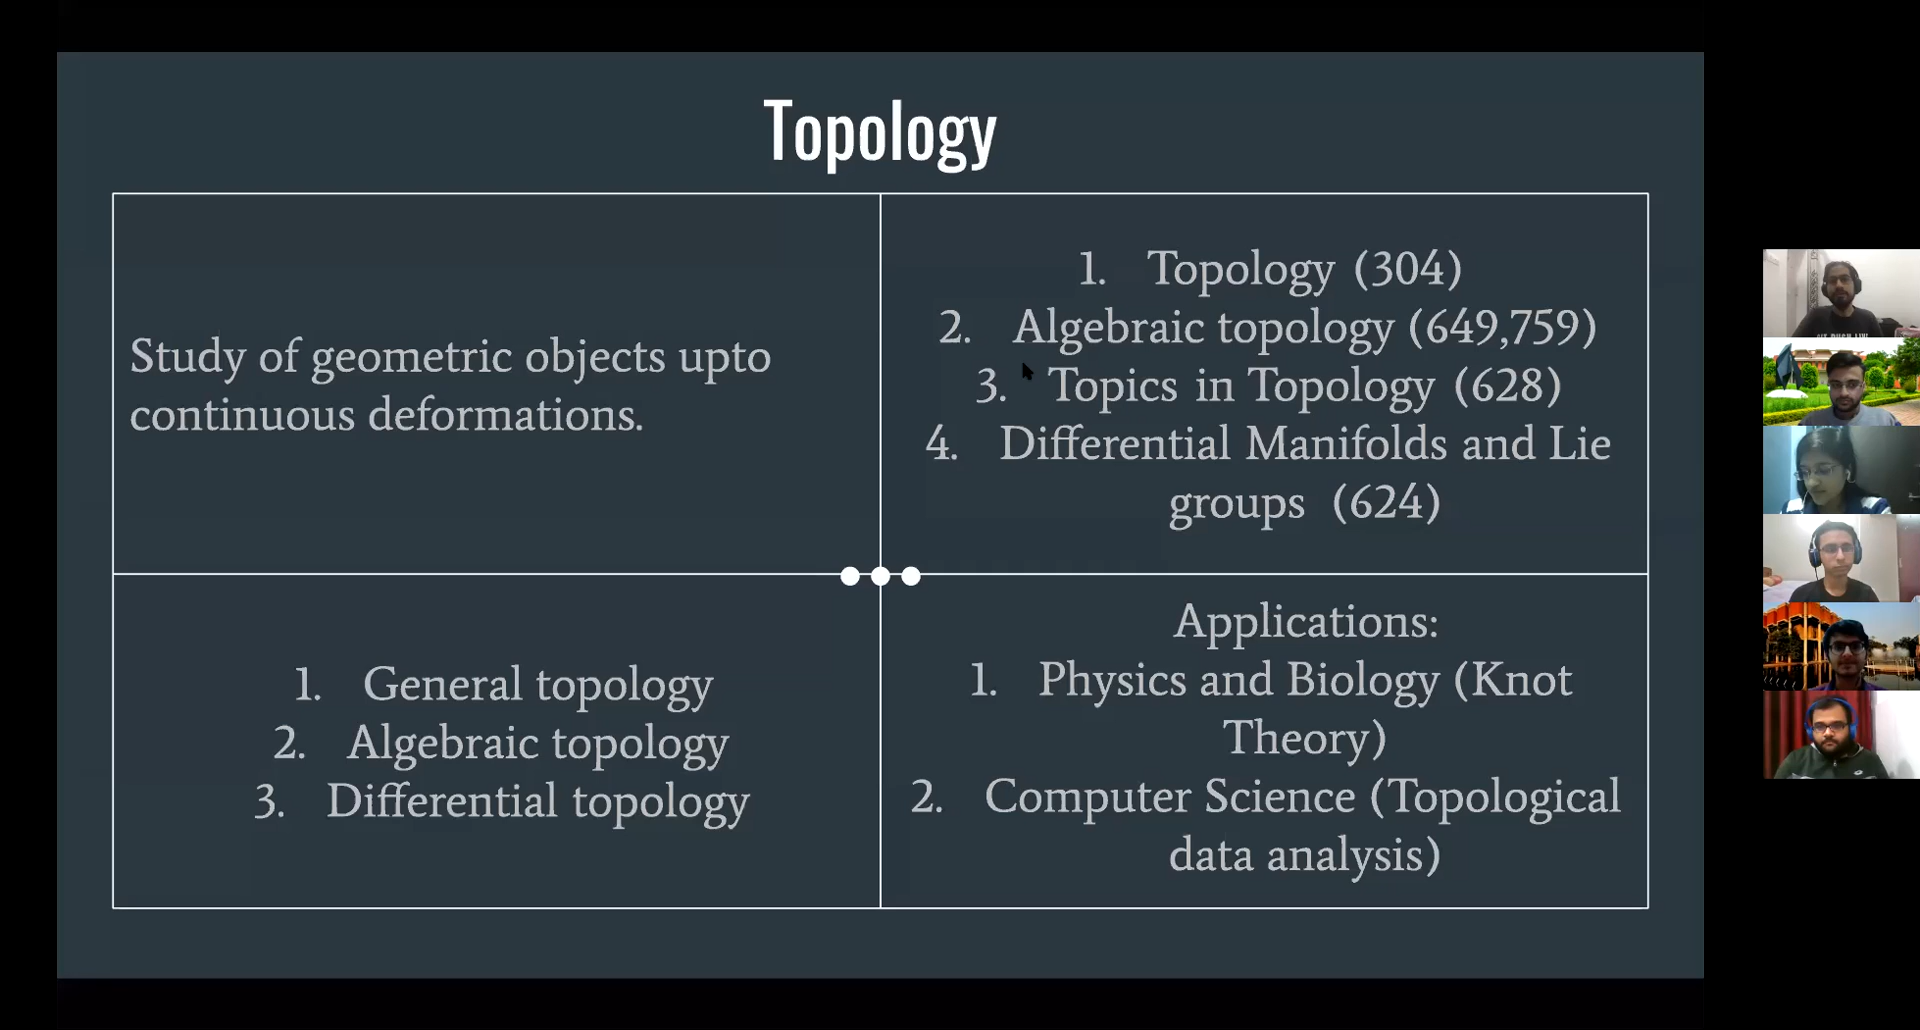 Topology
Study of geometric objects upto
continuous deformations.
1. Topology (304)
2. Algebraic topology (649,759)
3. Topics in Topology (628)
4. Differential Manifolds and Lie
groups (624)
1. General topology
2. Algebraic topology
3. Differential topology
Applications:
1. Physics and Biology (Knot
Theory)
2. Computer Science (Topological
data analysis)